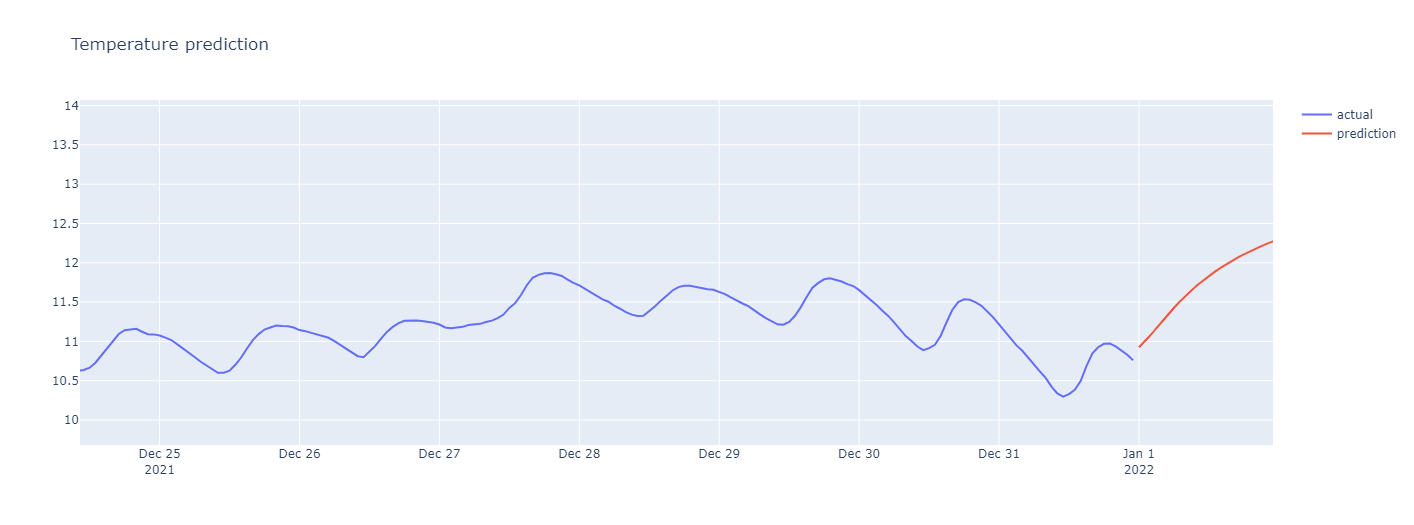 Temperature prediction
14
13.5
13
12.5
12
11.5
11
10.5
10
Dec 25
2021
Dec 26
Dec 27
Dec 28
Dec 29
Dec 30
Dec 31
Jan 1
2022
actual
prediction